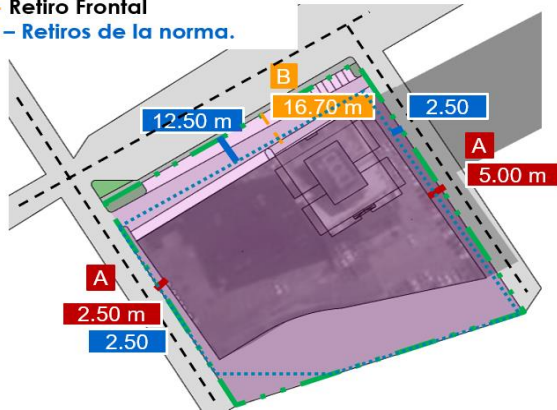 Retiro Frontal
– Retiros de la norma.
B
12.50 m
16.70 m
2.50
A
5.00 m
A
2.50 m
2.50